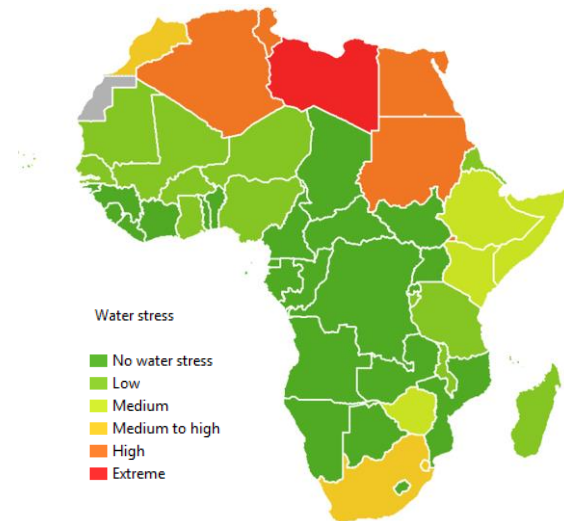 Water stress
No water stress
Low
Medium
Medium to high
High
Extreme